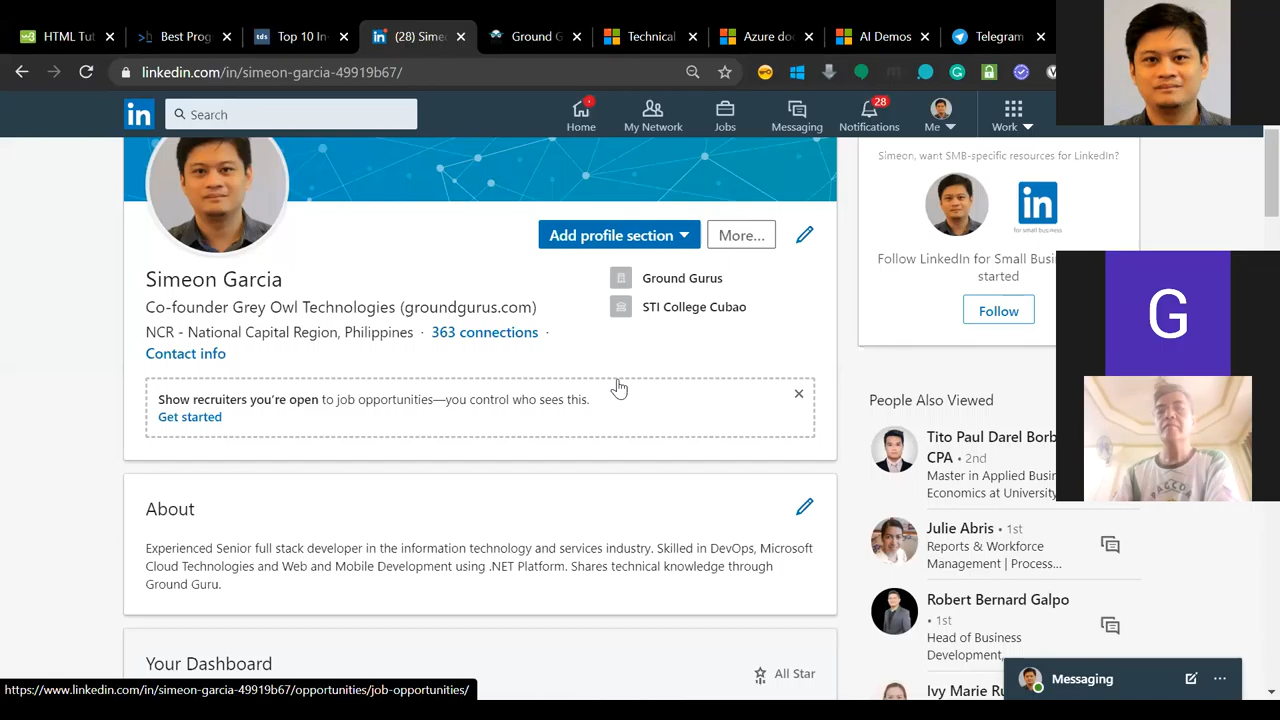 HTML Tut
Best Prog
Top 10 In
(28) Sime
Ground G
Technical
Azure do
AI Demos
Telegram
linkedin.com/in/simeon-garcia-49919b67/
in
Search
Home
My Network
Jobs
Messaging
28
Notifications
Me
Work
Add profile section
More...
Simeon Garcia
Co-founder Grey Owl Technologies (groundgurus.com)
NCR - National Capital Region, Philippines · 363 connections ·
Contact info
Ground Gurus
STI College Cubao
Show recruiters you're open to job opportunities—you control who sees this.
Get started
About
Experienced Senior full stack developer in the information technology and services industry. Skilled in DevOps, Microsoft
Cloud Technologies and Web and Mobile Development using .NET Platform. Shares technical knowledge through
Ground Guru.
Your Dashboard
All Star
Simeon, want SMB-specific resources for LinkedIn?
in
for small business
Follow LinkedIn for Small Busi
started
Follow
People Also Viewed
Tito Paul Darel Borb
CPA • 2nd
Master in Applied Busi
Economics at University
Julie Abris • 1st
Reports & Workforce
Management | Process...
Robert Bernard Galpo
• 1st
Head of Business
Development,
Ivy Marie Ru
Messaging
G
PAGCOR
https://www.linkedin.com/in/simeon-garcia-49919b67/opportunities/job-opportunities/